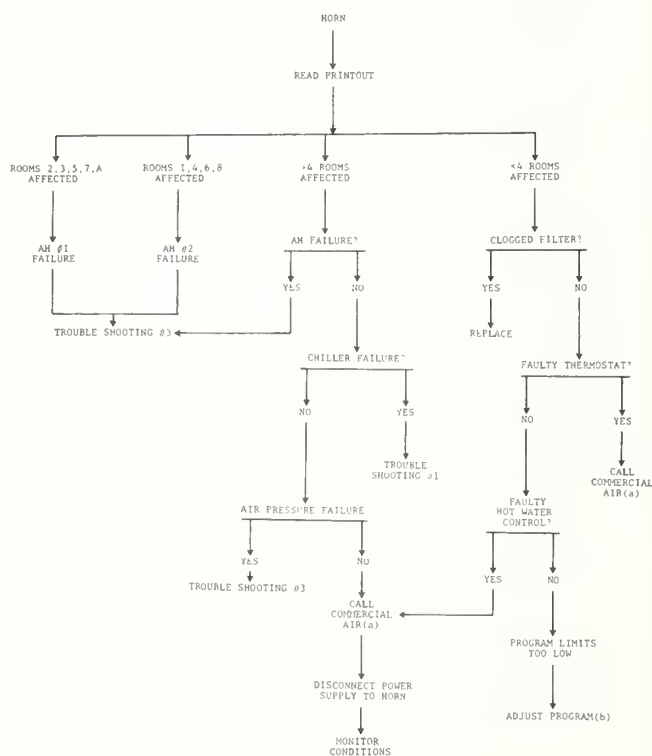 HORN
READ PRINTOUT
ROOMS 2,3,5,7,A
AFFECTED
ROOMS 1,4,6,8
AFFECTED
>4 ROOMS
AFFECTED
<4 ROOMS
AFFECTED
AH #1
FAILURE
AH #2
FAILURE
AH FAILURE?
CLOGGED FILTER?
YES
NO
YES
NO
TROUBLE SHOOTING #3
REPLACE
CHILLER FAILURE?
FAULTY THERMOSTAT?
NO
YES
NO
YES
TROUBLE
SHOOTING #1
CALL
COMMERCIAL
AIR(a)
AIR PRESSURE FAILURE
FAULTY
HOT WATER
CONTROL?
YES
NO
YES
NO
TROUBLE SHOOTING #3
CALL
COMMERCIAL
AIR(a)
PROGRAM LIMITS
TOO LOW
DISCONNECT POWER
SUPPLY TO HORN
ADJUST PROGRAM(b)
MONITOR
CONDITIONS